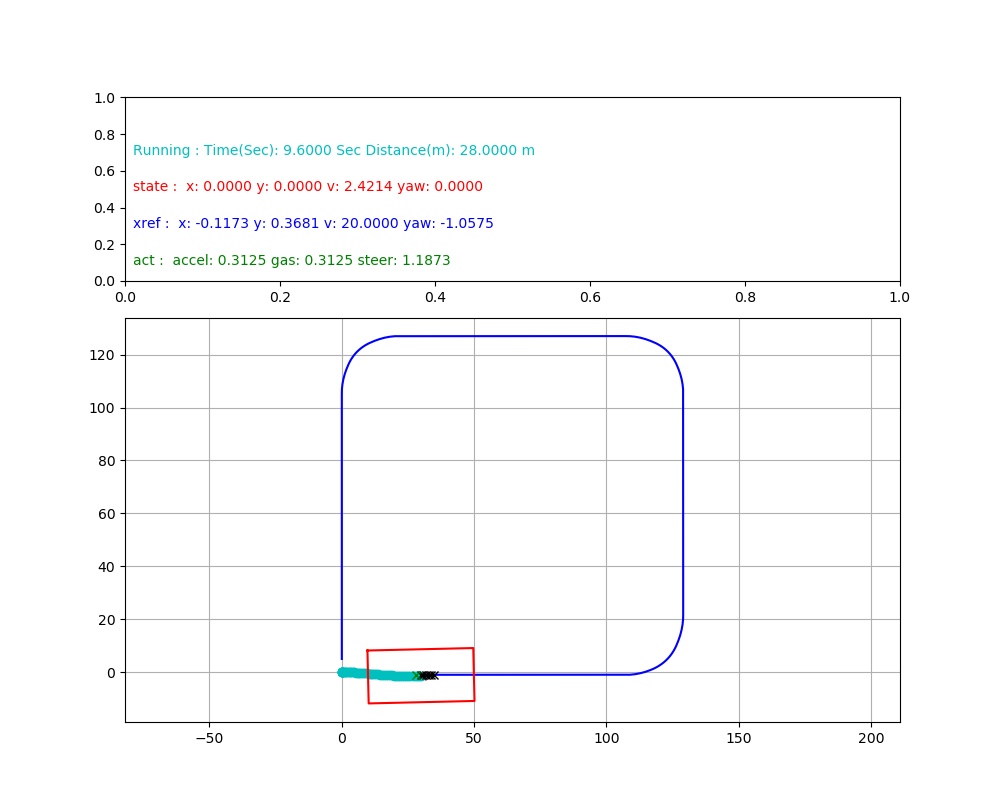 1.0
0.8
Running : Time(Sec): 9.6000 Sec Distance(m): 28.0000 m
0.6
state :  x: 0.0000 y: 0.0000 v: 2.4214 yaw: 0.0000
0.4
xref :  x: -0.1173 y: 0.3681 v: 20.0000 yaw: -1.0575
0.2
act :  accel: 0.3125 gas: 0.3125 steer: 1.1873
0.0
0.0 0.2 0.4 0.6 0.8 1.0
120
100
80
60
40
20
0
−50 0 50 100 150 200